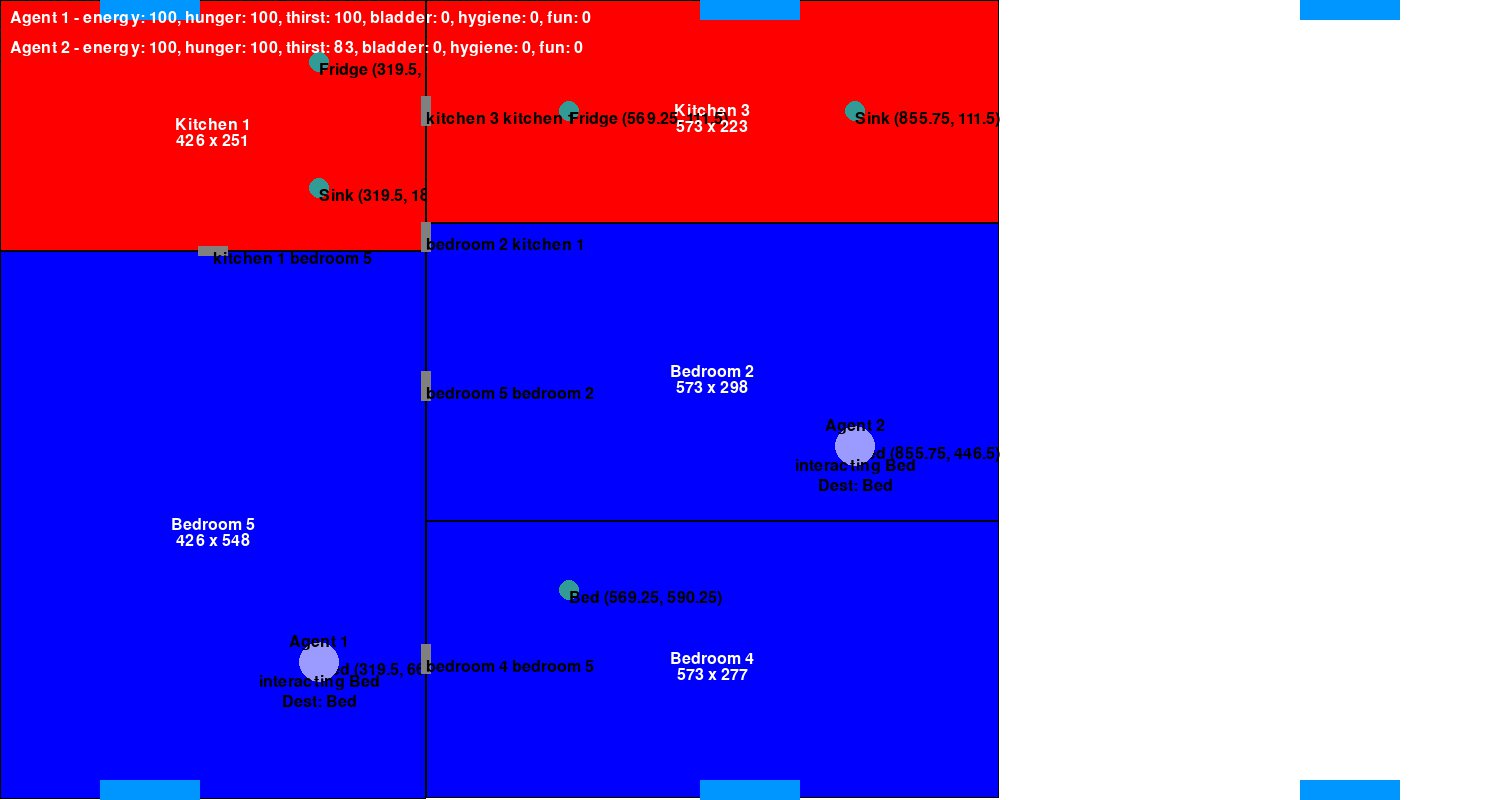 Agent 1 - energy: 100, hunger: 100, thirst: 100, bladder: 0, hygiene: 0, fun: 0
Agent 2 - energy: 100, hunger: 100, thirst: 83, bladder: 0, hygiene: 0, fun: 0
Fridge (319.5,
Kitchen 1
426 x 251
Sink (319.5, 18
kitchen 1 bedroom 5
kitchen 3 kitchen
Fridge (569.25, 111.5)
Kitchen 3
573 x 223
Sink (855.75, 111.5)
bedroom 2 kitchen 1
Bedroom 2
573 x 298
bedroom 5 bedroom 2
Agent 2
(855.75, 446.5)
interacting Bed
Dest: Bed
Bedroom 5
426 x 548
Bed (569.25, 590.25)
Agent 1
(319.5, 66
interacting Bed
Dest: Bed
bedroom 4 bedroom 5
Bedroom 4
573 x 277